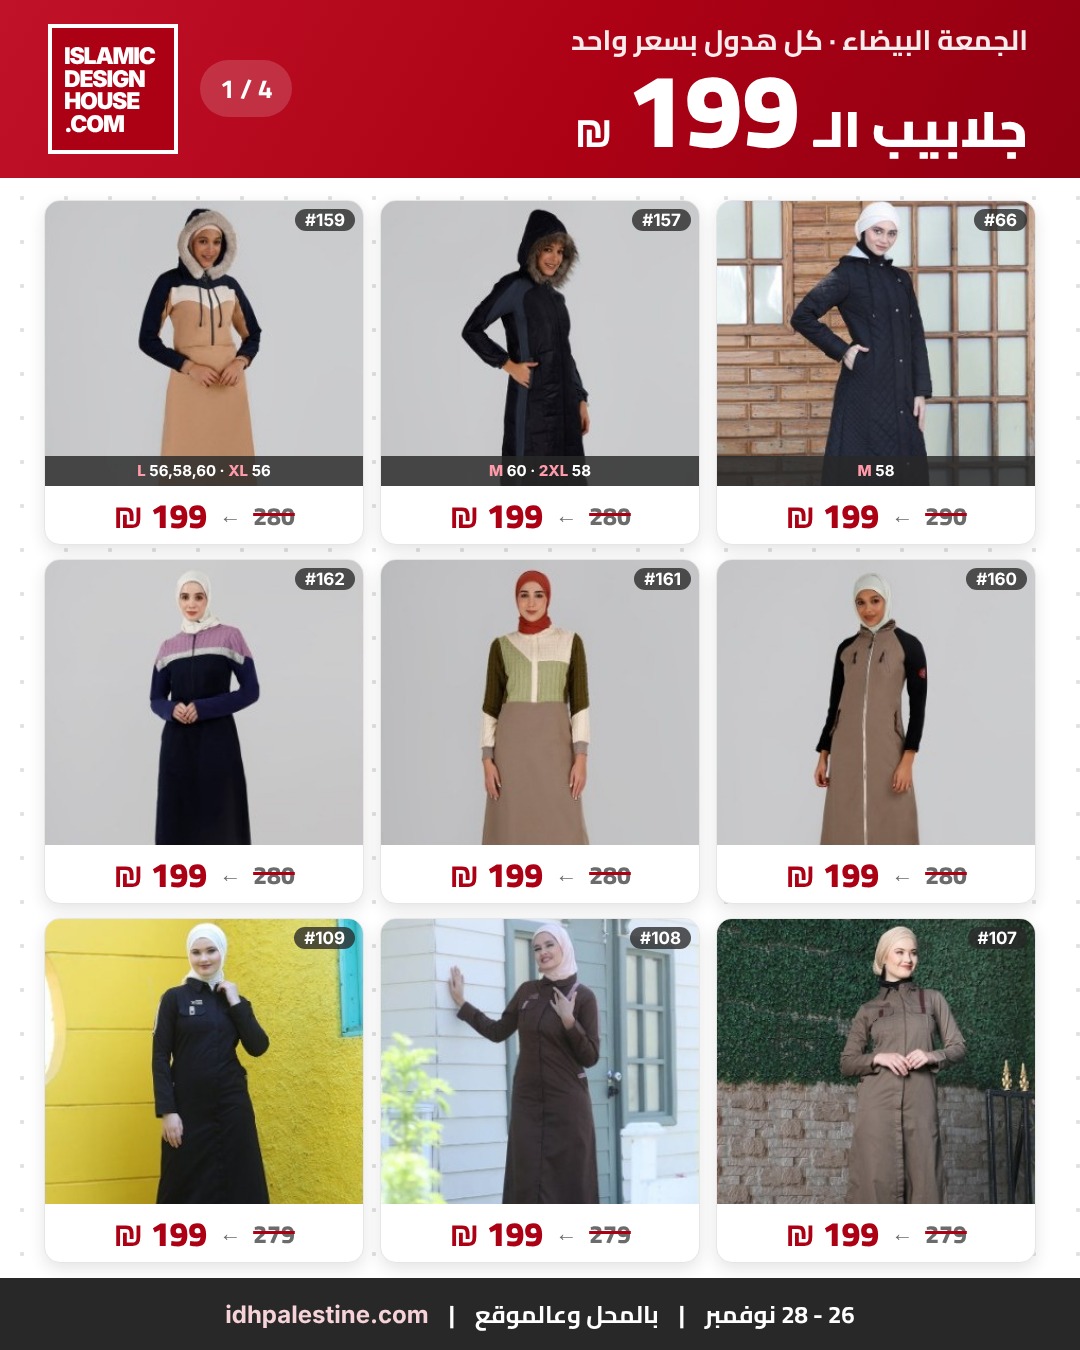 الجمعة البيضاء · كل هدول بسعر واحد
جلابيب الـ 199 ₪
1 / 4
ISLAMIC
DESIGN
HOUSE
.COM
#66
M 58
290 ← 199 ₪
#157
M 60 · 2XL 58
280 ← 199 ₪
#159
L 56,58,60 · XL 56
280 ← 199 ₪
#160
280 ← 199 ₪
#161
280 ← 199 ₪
#162
280 ← 199 ₪
#107
279 ← 199 ₪
#108
279 ← 199 ₪
#109
279 ← 199 ₪
26 - 28 نوفمبر | بالمحل وعالموقع | idhpalestine.com